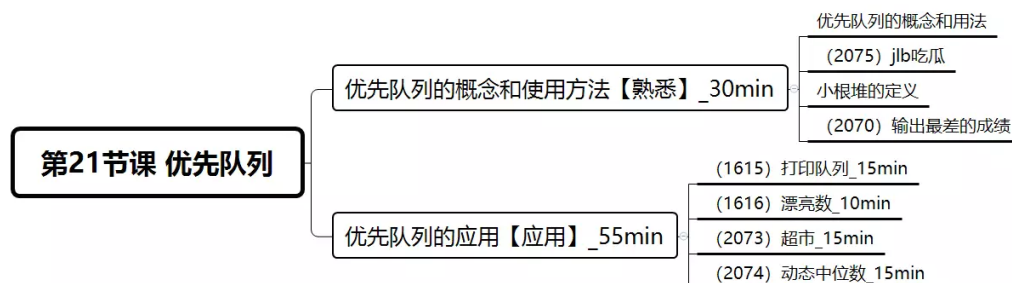 第21节课 优先队列
优先队列的概念和使用方法【熟悉】_30min
优先队列的概念和用法
（2075）jlb吃瓜
小根堆的定义
（2070）输出最差的成绩
优先队列的应用【应用】_55min
（1615）打印队列_15min
（1616）漂亮数_10min
（2073）超市_15min
（2074）动态中位数_15min